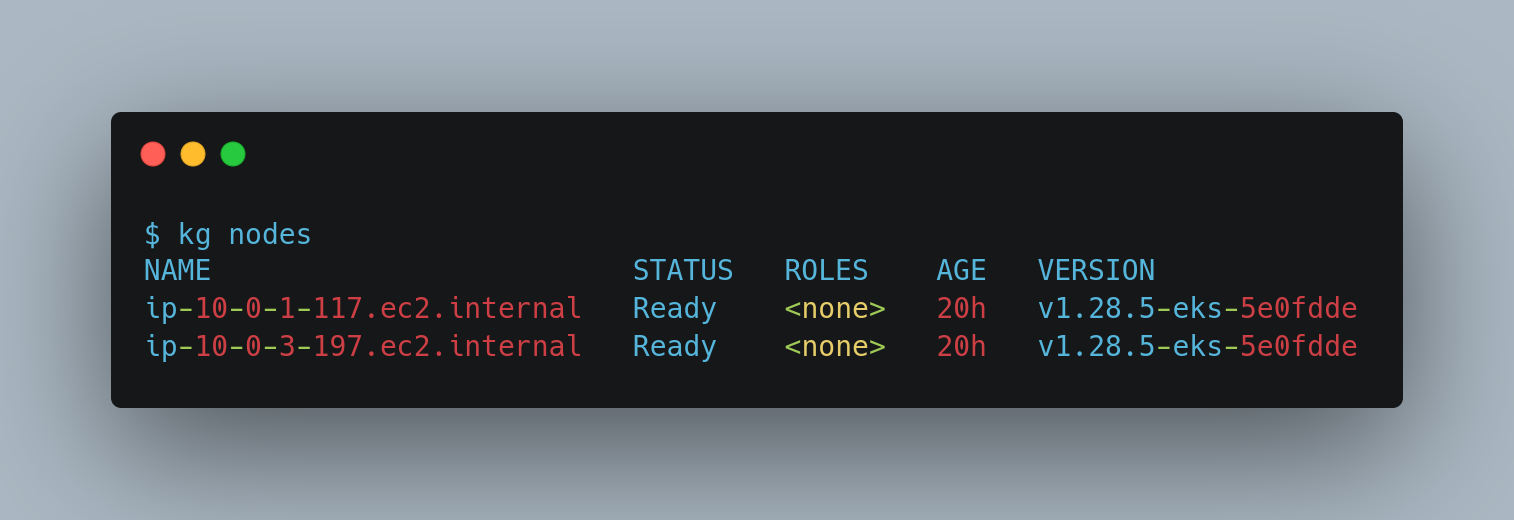 $ kg nodes
NAME                         STATUS   ROLES    AGE   VERSION
ip-10-0-1-117.ec2.internal   Ready    <none>   20h   v1.28.5-eks-5e0fdde
ip-10-0-3-197.ec2.internal   Ready    <none>   20h   v1.28.5-eks-5e0fdde